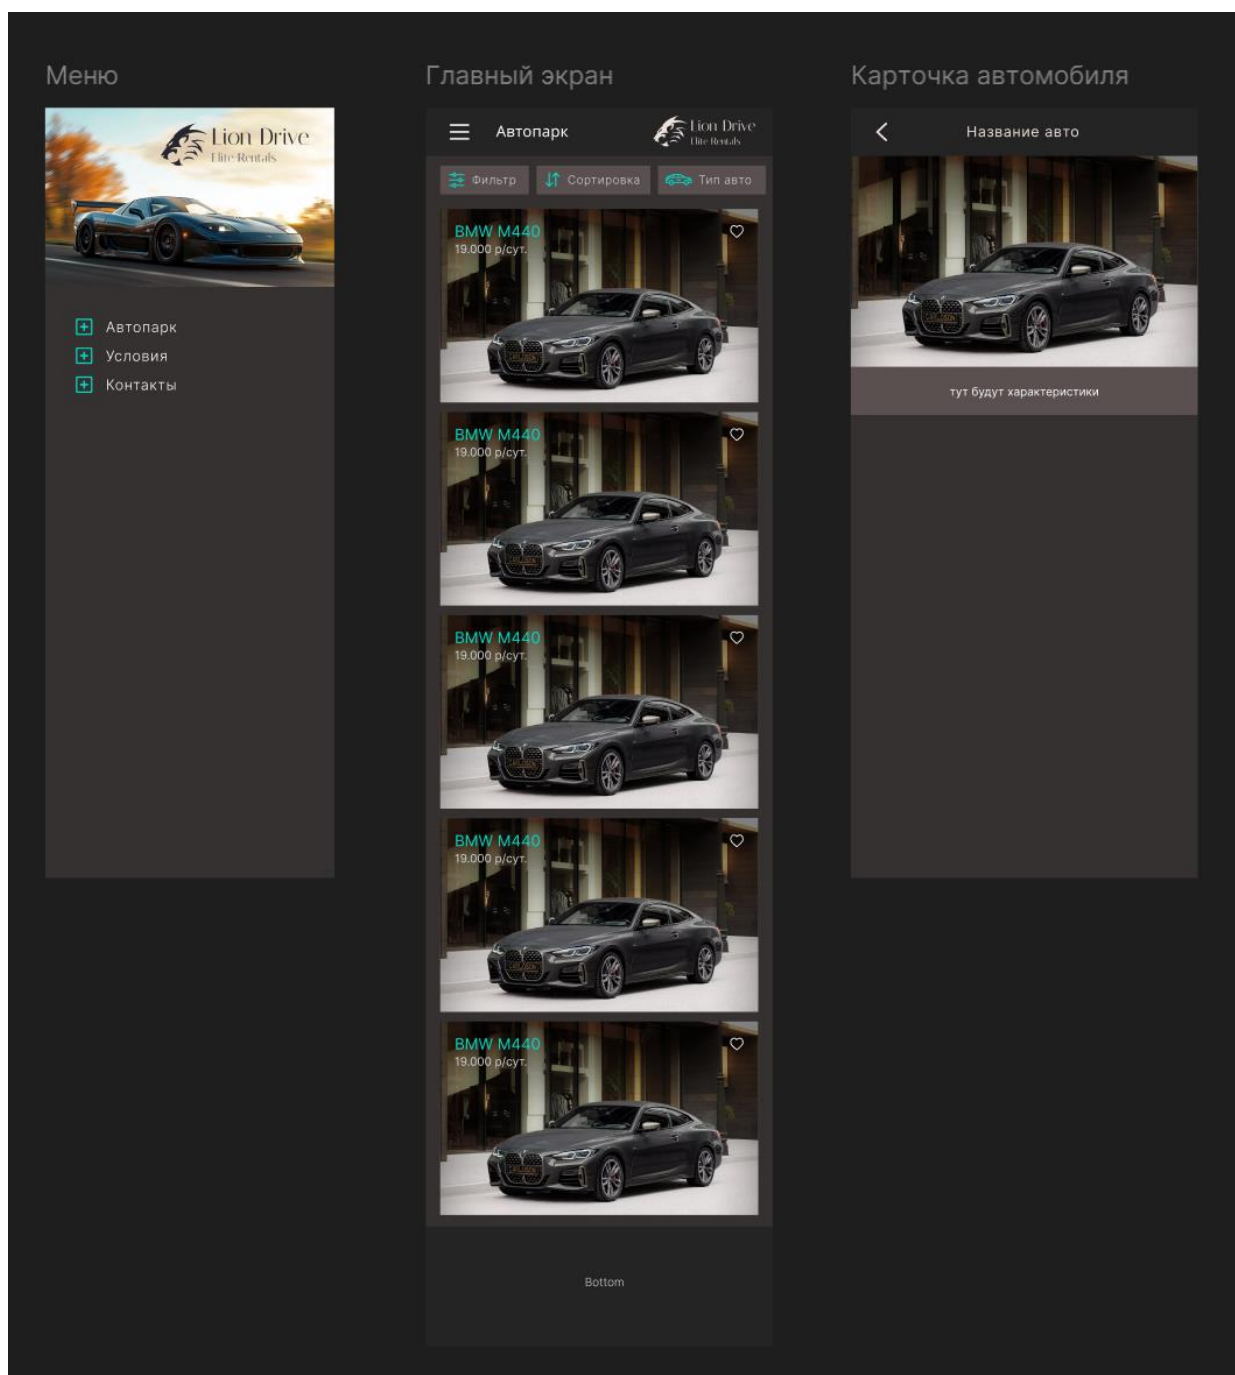 Меню
Lion Drive
Elite Rentals
Автопарк
Условия
Контакты
Главный экран
Автопарк
Lion Drive
Elite Rentals
Фильтр
Сортировка
Тип авто
BMW M440
19.000 р/сут.
BMW M440
19.000 р/сут.
BMW M440
19.000 р/сут.
BMW M440
19.000 р/сут.
BMW M440
19.000 р/сут.
Bottom
Карточка автомобиля
Название авто
тут будут характеристики